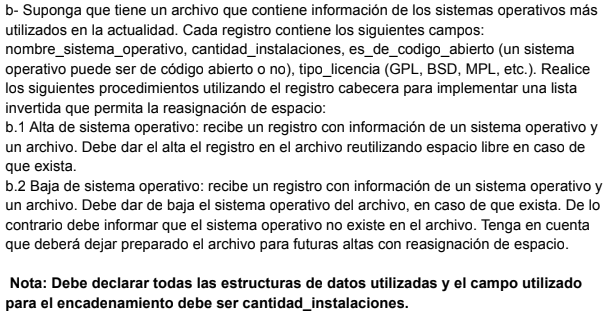 b- Suponga que tiene un archivo que contiene información de los sistemas operativos más
utilizados en la actualidad. Cada registro contiene los siguientes campos:
nombre_sistema_operativo, cantidad_instalaciones, es_de_codigo_abierto (un sistema
operativo puede ser de código abierto o no), tipo_licencia (GPL, BSD, MPL, etc.). Realice
los siguientes procedimientos utilizando el registro cabecera para implementar una lista
invertida que permita la reasignación de espacio:
b.1 Alta de sistema operativo: recibe un registro con información de un sistema operativo y
un archivo. Debe dar el alta el registro en el archivo reutilizando espacio libre en caso de
que exista.
b.2 Baja de sistema operativo: recibe un registro con información de un sistema operativo y
un archivo. Debe dar de baja el sistema operativo del archivo, en caso de que exista. De lo
contrario debe informar que el sistema operativo no existe en el archivo. Tenga en cuenta
que deberá dejar preparado el archivo para futuras altas con reasignación de espacio.
Nota: Debe declarar todas las estructuras de datos utilizadas y el campo utilizado
para el encadenamiento debe ser cantidad_instalaciones.